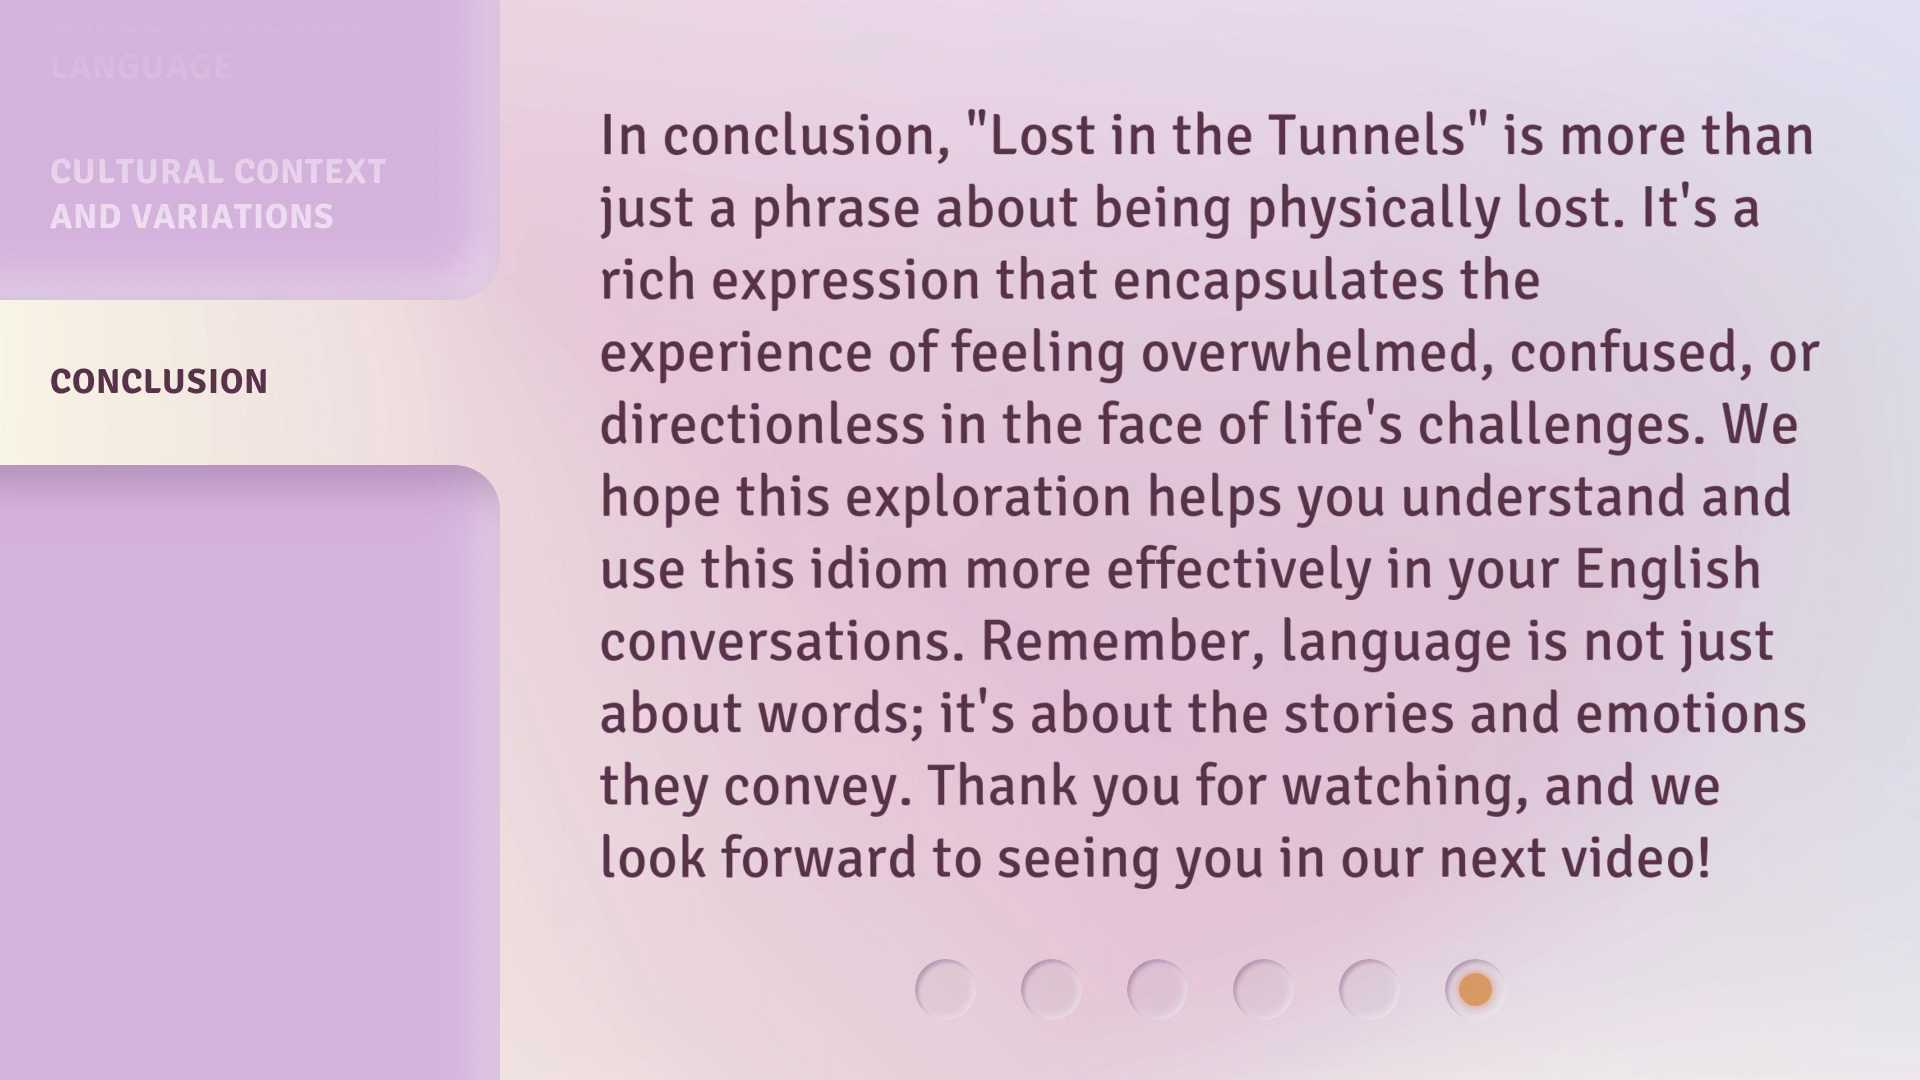 USAGE IN EVERYDAY
LANGUAGE
CULTURAL CONTEXT
AND VARIATIONS
CONCLUSION
In conclusion, "Lost in the Tunnels" is more than
just a phrase about being physically lost. It's a
rich expression that encapsulates the
experience of feeling overwhelmed, confused, or
directionless in the face of life's challenges. We
hope this exploration helps you understand and
use this idiom more effectively in your English
conversations. Remember, language is not just
about words; it's about the stories and emotions
they convey. Thank you for watching, and we
look forward to seeing you in our next video!